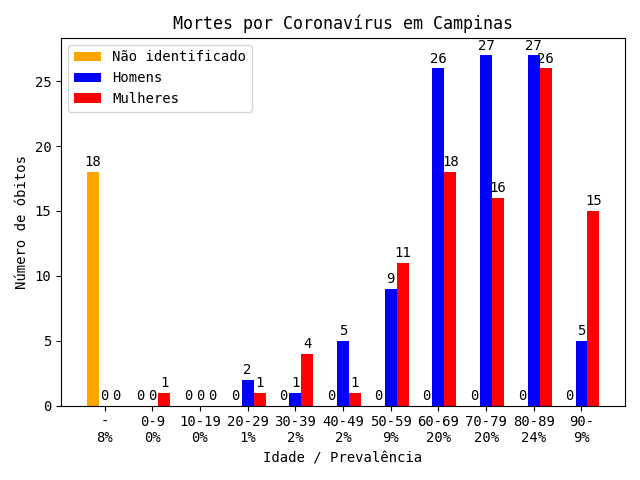 Mortes por Coronavírus em Campinas
Não identificado
Homens
Mulheres
Número de óbitos
25
20
15
10
5
0
18 0 0
0 0 1
0 0 0
0 2 1
0 1 4
0 5 1
0 9 11
0 26 18
0 27 16
0 27 26
0 5 15
- 0-9 10-19 20-29 30-39 40-49 50-59 60-69 70-79 80-89 90-
8% 0% 0% 1% 2% 2% 9% 20% 20% 24% 9%
Idade / Prevalência